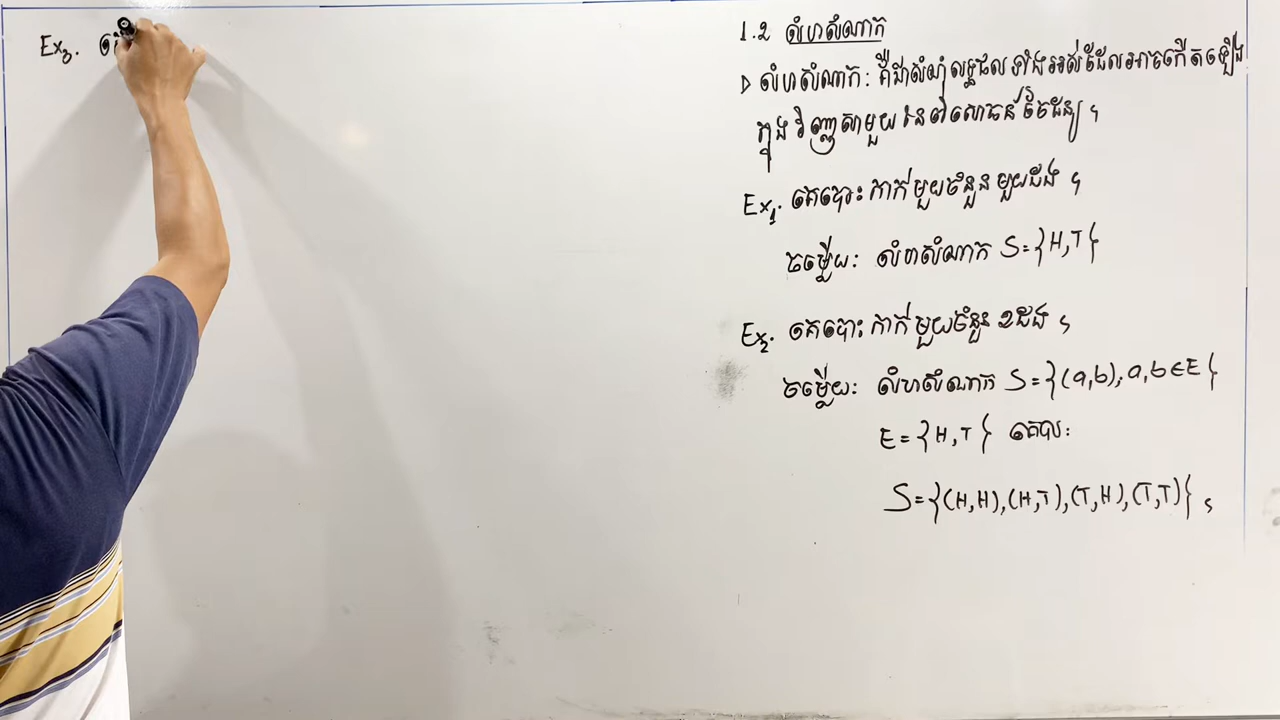 Ex₃. គេ
1.2 លំហសំណាក
▷ លំហសំណាក: គឺជាសំណុំលទ្ធផលទាំងអស់ដែលអាចកើតឡើង
ក្នុង វិញ្ញាសាមួយ នៃពិសោធន៍ ចៃដន្យ ។
Ex₁. គេបោះ កាក់មួយចំនួន មួយដង ។
ចម្លើយ: លំហសំណាក S={H,T}
Ex₂. គេបោះ កាក់មួយចំនួន ២ដង ។
ចម្លើយ: លំហសំណាក S={(a,b), a,b∈E}
E={H,T} គេបាន:
S={(H,H),(H,T),(T,H),(T,T)} ។